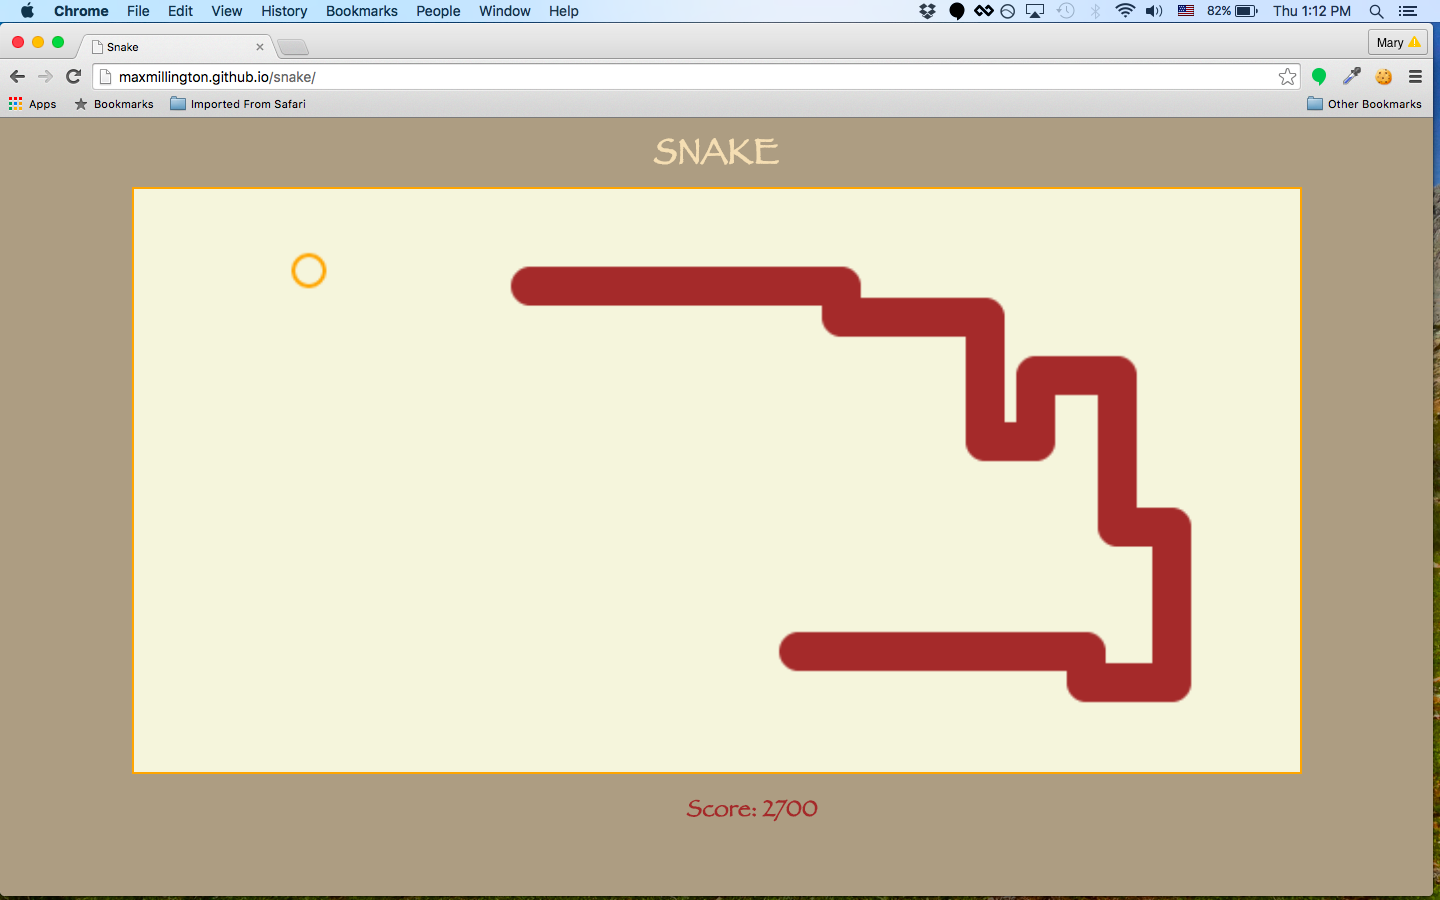 Chrome File Edit View History Bookmarks People Window Help 82% Thu 1:12 PM
Snake Mary
maxmillington.github.io/snake/
Apps Bookmarks Imported From Safari Other Bookmarks
SNAKE
Score: 2700